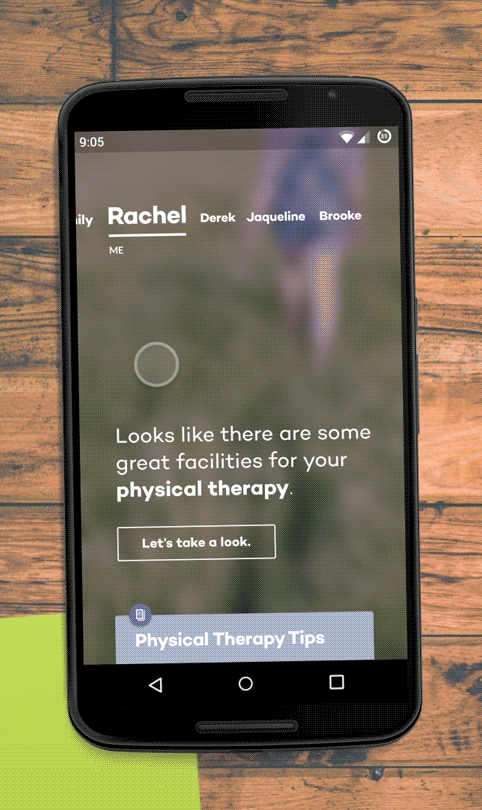 9:05
ily Rachel Derek Jaqueline Brooke
ME
Looks like there are some
great facilities for your
physical therapy.
Let's take a look.
Physical Therapy Tips